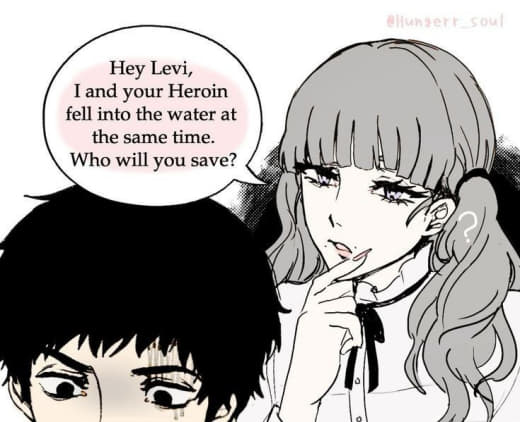 @Hungerr_soul
Hey Levi,
I and your Heroin
fell into the water at
the same time.
Who will you save?
?